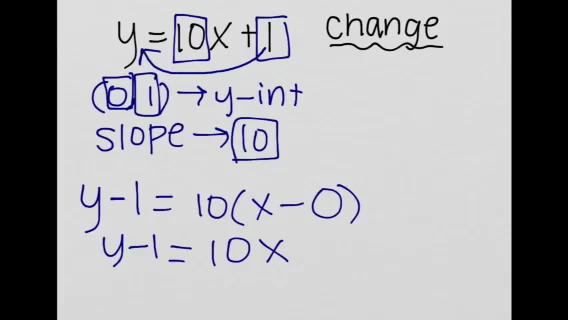 y = 10x + 1 change
(0 1) → y-int
slope → 10
y-1 = 10(x-0)
y-1 = 10x